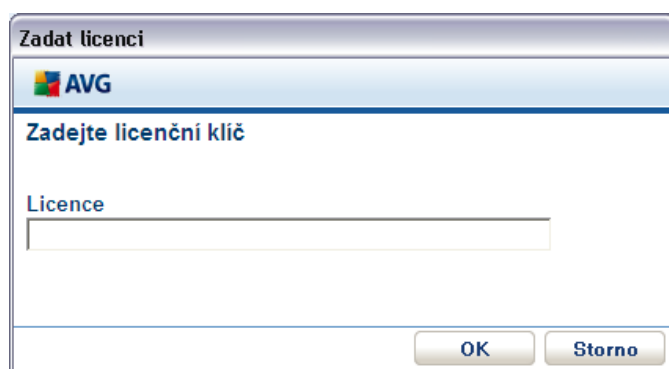 Zadat licenci
AVG
Zadejte licenční klíč
Licence
OK Storno